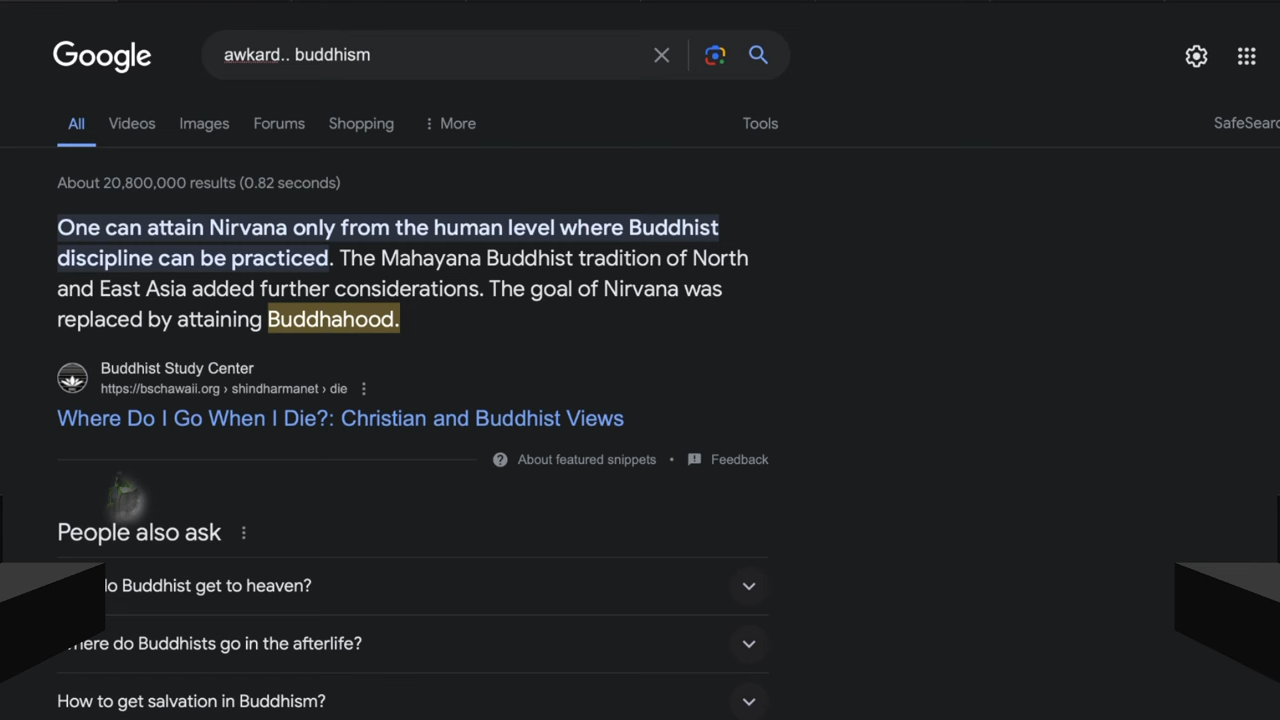 Google
awkard.. buddhism
All Videos Images Forums Shopping More Tools SafeSearc
About 20,800,000 results (0.82 seconds)
One can attain Nirvana only from the human level where Buddhist
discipline can be practiced. The Mahayana Buddhist tradition of North
and East Asia added further considerations. The goal of Nirvana was
replaced by attaining Buddhahood.
Buddhist Study Center
https://bschawaii.org › shindharmanet › die
Where Do I Go When I Die?: Christian and Buddhist Views
About featured snippets • Feedback
People also ask
do Buddhist get to heaven?
here do Buddhists go in the afterlife?
How to get salvation in Buddhism?